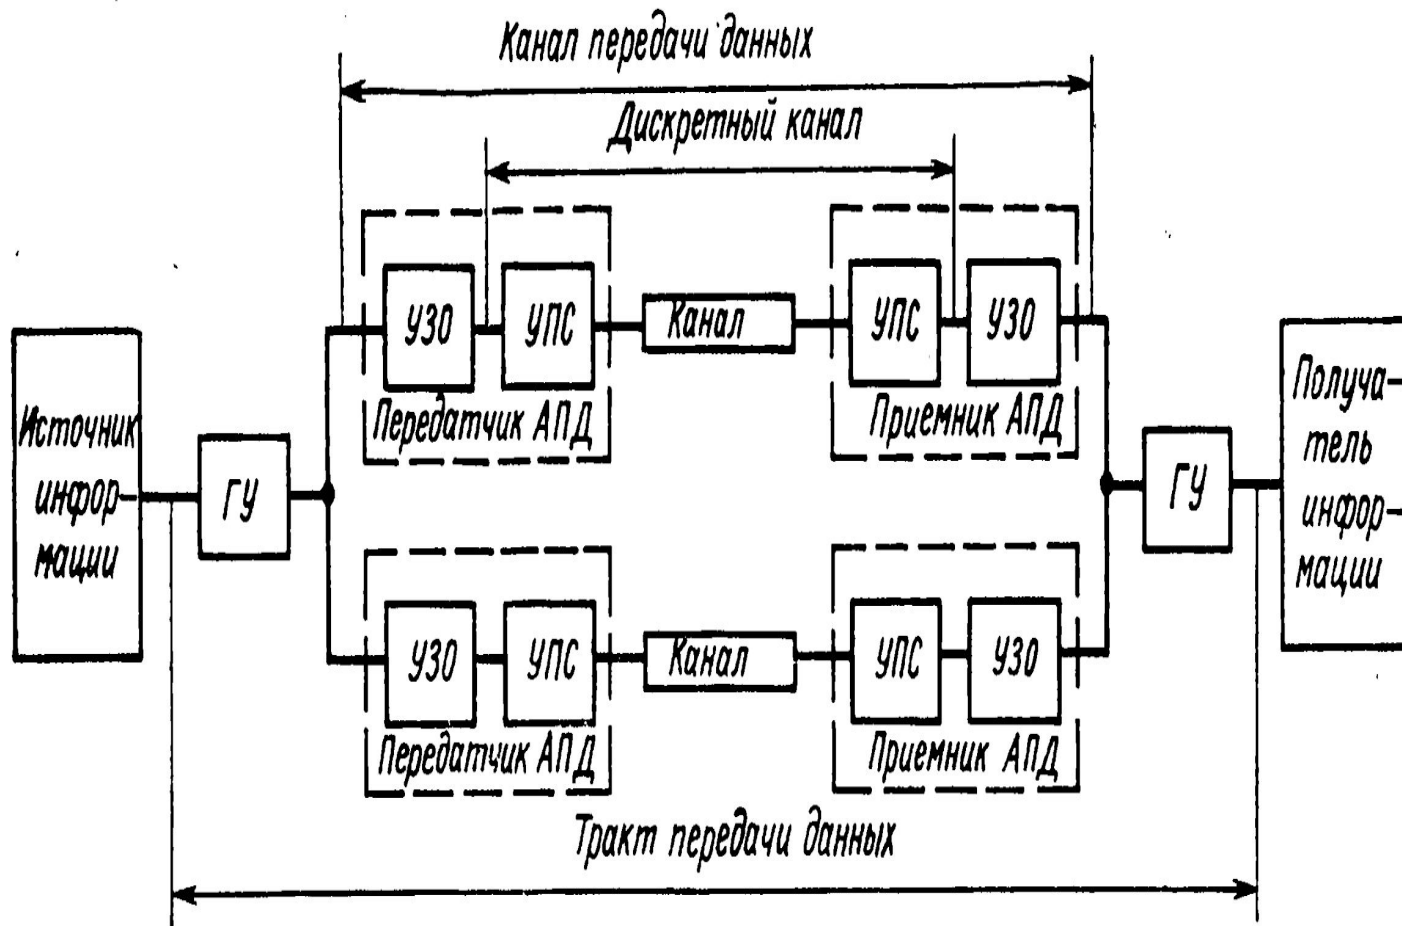 Канал передачи данных
Дискретный канал
УЗО
УПС
Канал
УПС
УЗО
Передатчик АПД
Приемник АПД
Источник
инфор-
мации
ГУ
ГУ
Получа-
тель
инфор-
мации
УЗО
УПС
Канал
УПС
УЗО
Передатчик АПД
Приемник АПД
Тракт передачи данных